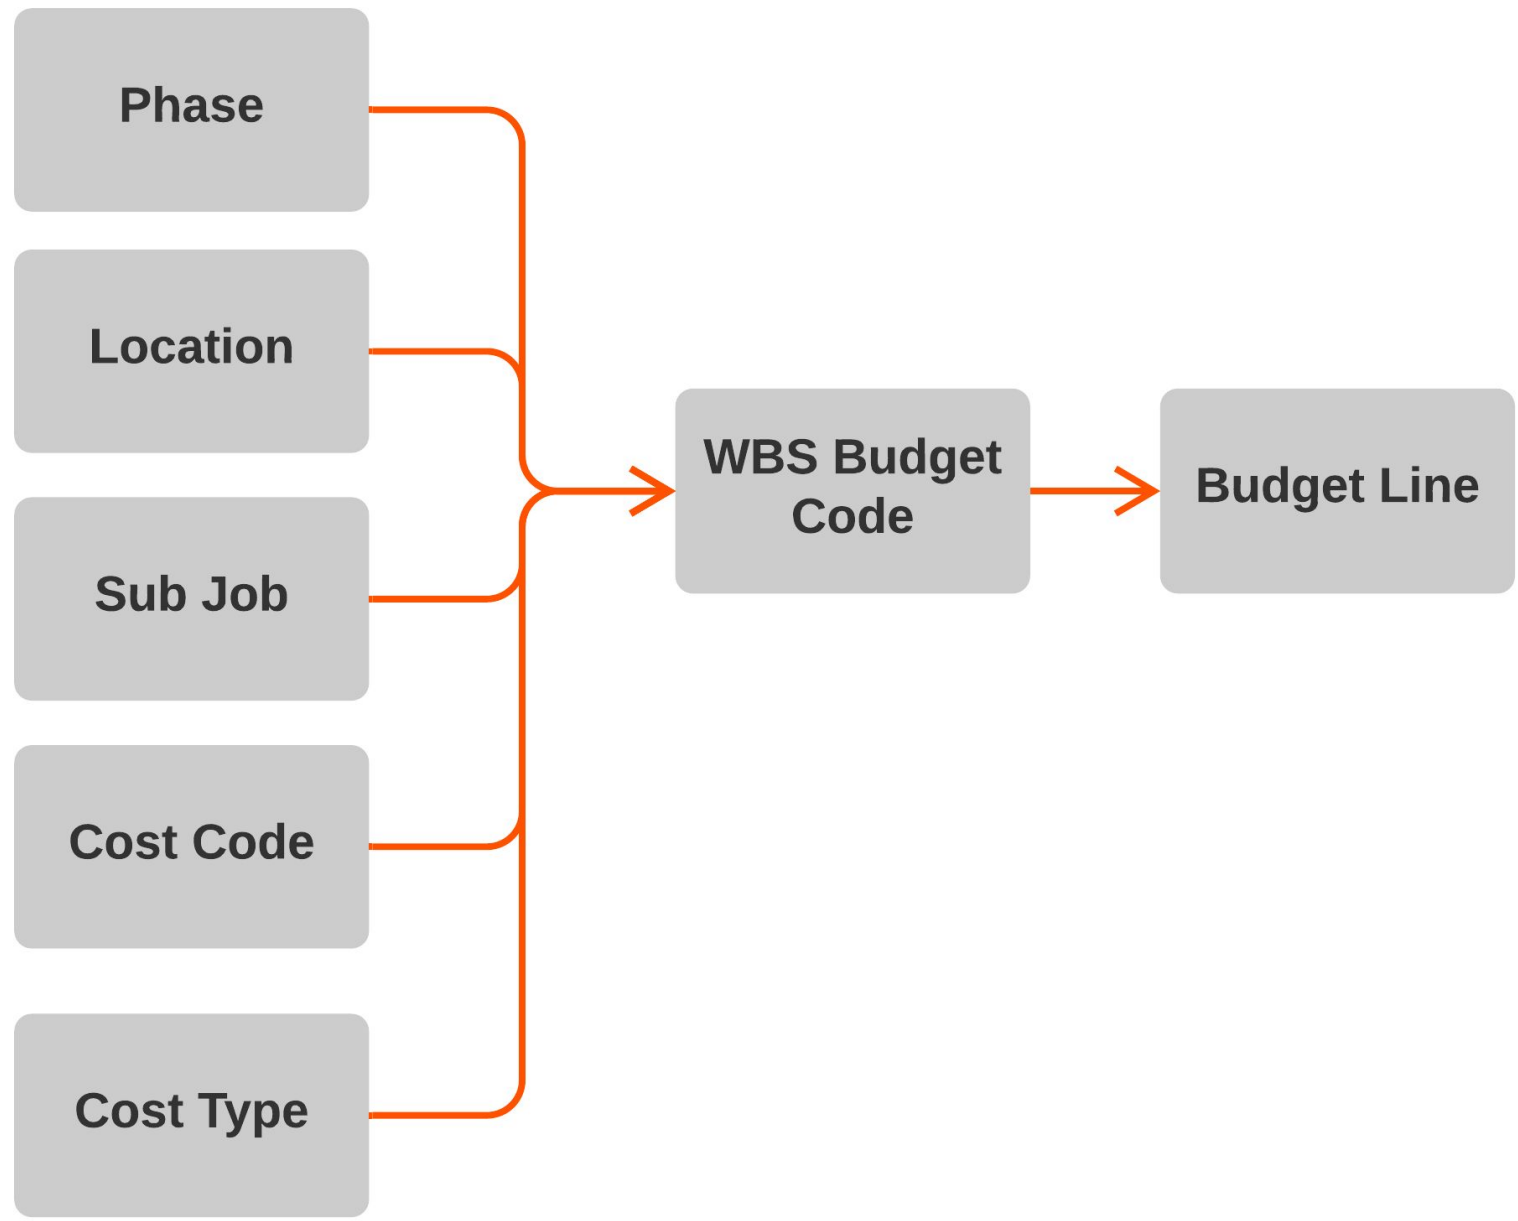 Phase
Location
Sub Job
Cost Code
Cost Type
WBS Budget
Code
Budget Line